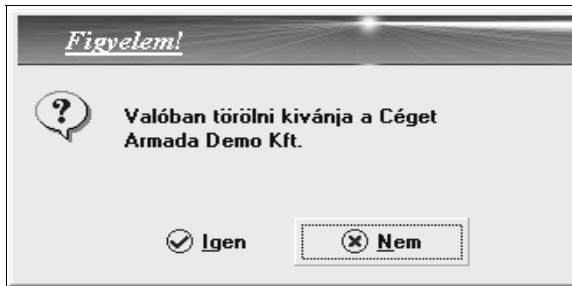 Figyelem!
Valóban törölni kivánja a Céget
Armada Demo Kft.
Igen
Nem